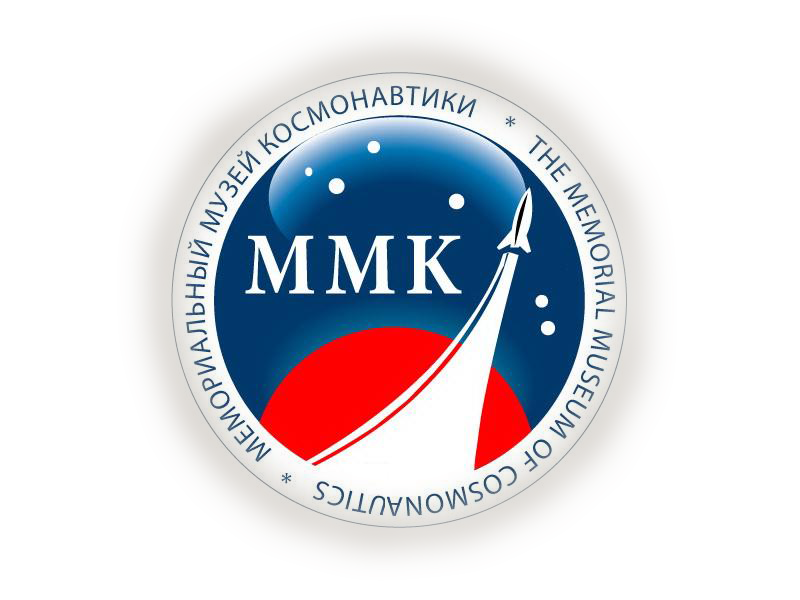 МЕМОРИАЛЬНЫЙ МУЗЕЙ КОСМОНАВТИКИ * THE MEMORIAL MUSEUM OF COSMONAUTICS *
ММК